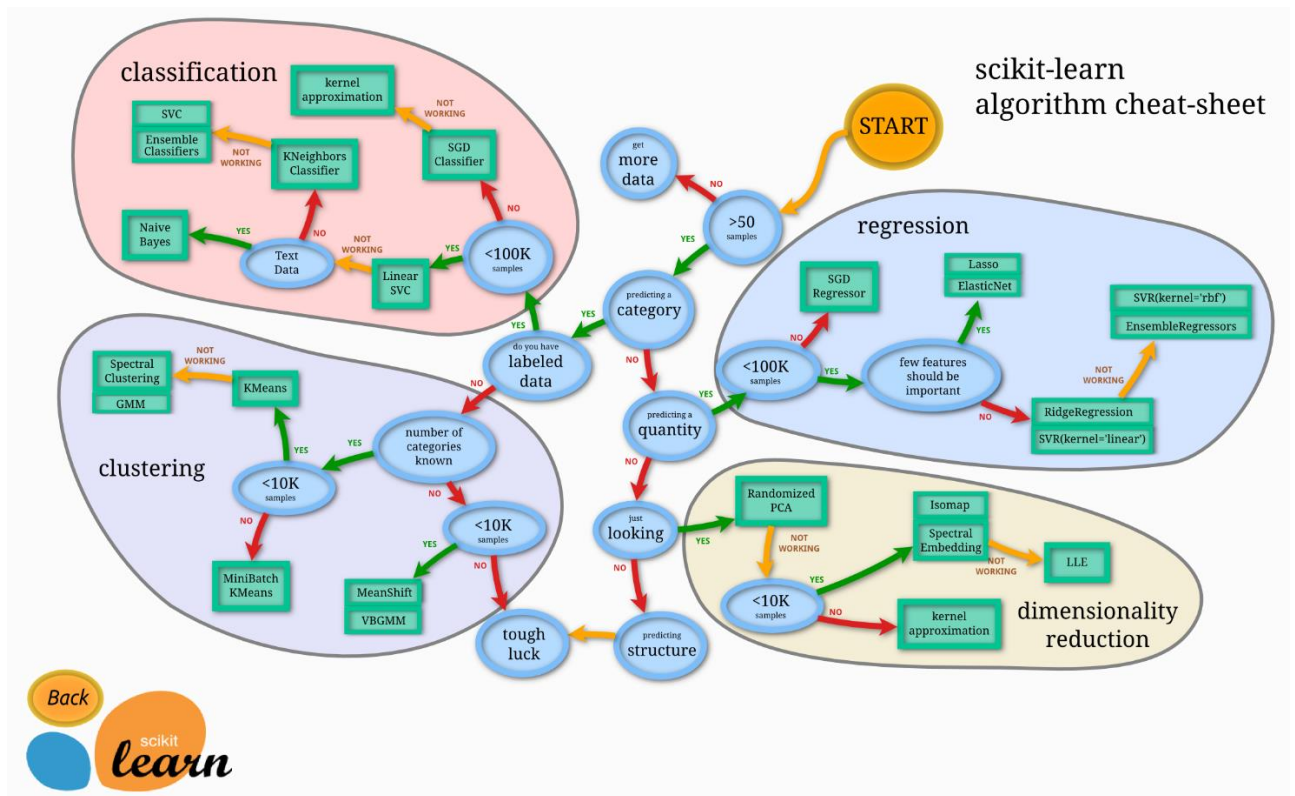 scikit-learn
algorithm cheat-sheet
START
get
more
data
NO
>50
samples
YES
predicting a
category
YES
NO
do you have
labeled
data
YES
NO
predicting a
quantity
YES
NO
just
looking
YES
NO
predicting
structure
tough
luck
classification
kernel
approximation
NOT
WORKING
SGD
Classifier
NO
<100K
samples
YES
Linear
SVC
NOT
WORKING
Text
Data
YES
NO
Naive
Bayes
KNeighbors
Classifier
NOT
WORKING
SVC
Ensemble
Classifiers
regression
<100K
samples
NO
YES
SGD
Regressor
few features
should be
important
YES
NO
Lasso
ElasticNet
RidgeRegression
SVR(kernel='linear')
NOT
WORKING
SVR(kernel='rbf')
EnsembleRegressors
clustering
number of
categories
known
YES
NO
<10K
samples
YES
NO
KMeans
NOT
WORKING
Spectral
Clustering
GMM
MiniBatch
KMeans
<10K
samples
YES
NO
MeanShift
VBGMM
dimensionality
reduction
Randomized
PCA
NOT
WORKING
<10K
samples
YES
NO
Isomap
Spectral
Embedding
NOT
WORKING
LLE
kernel
approximation
Back
scikit
learn